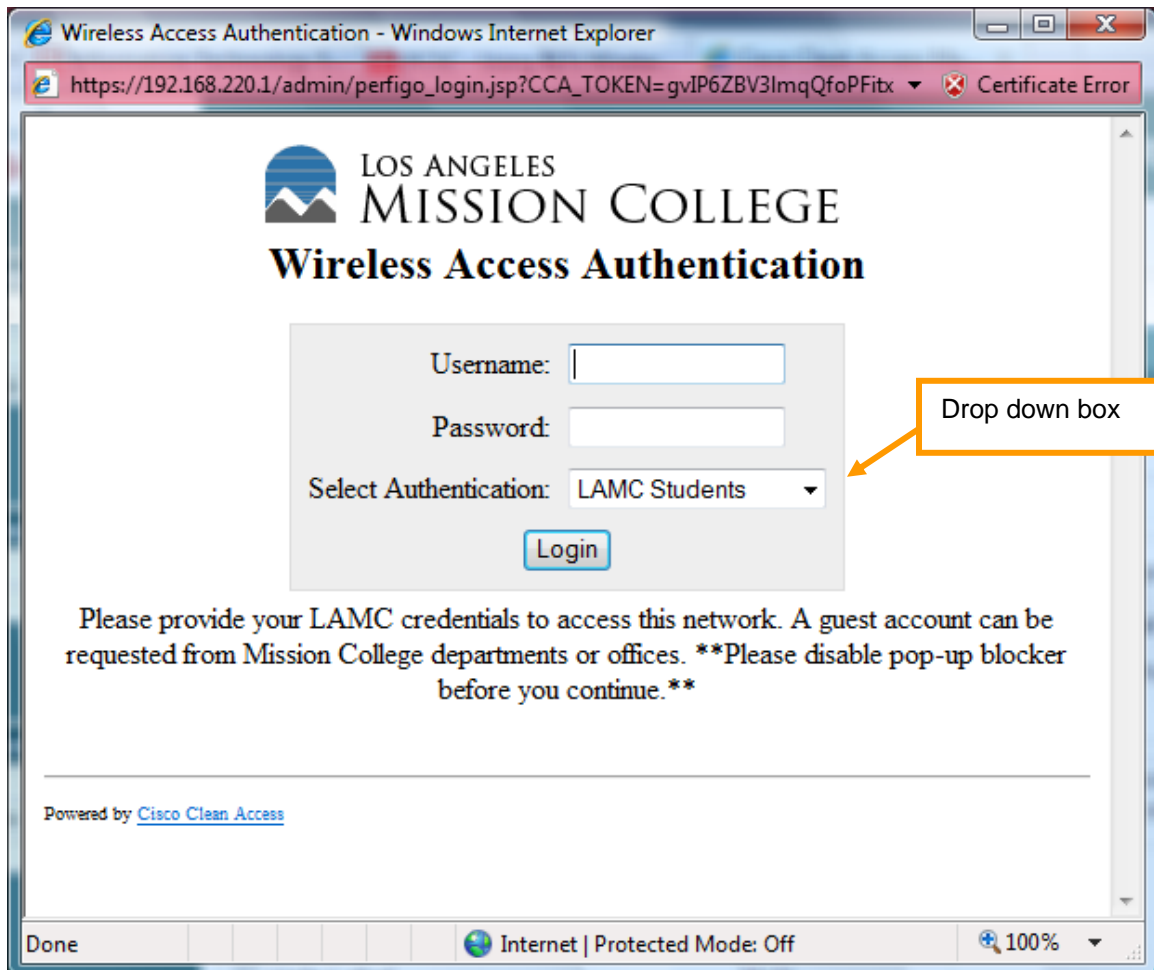 Wireless Access Authentication - Windows Internet Explorer
https://192.168.220.1/admin/perfigo_login.jsp?CCA_TOKEN=gvIP6ZBV3ImqQfoPFitx Certificate Error
LOS ANGELES
MISSION COLLEGE
Wireless Access Authentication
Username:
Password:
Drop down box
Select Authentication: LAMC Students
Login
Please provide your LAMC credentials to access this network. A guest account can be
requested from Mission College departments or offices. **Please disable pop-up blocker
before you continue.**
Powered by Cisco Clean Access
Done Internet | Protected Mode: Off 100%